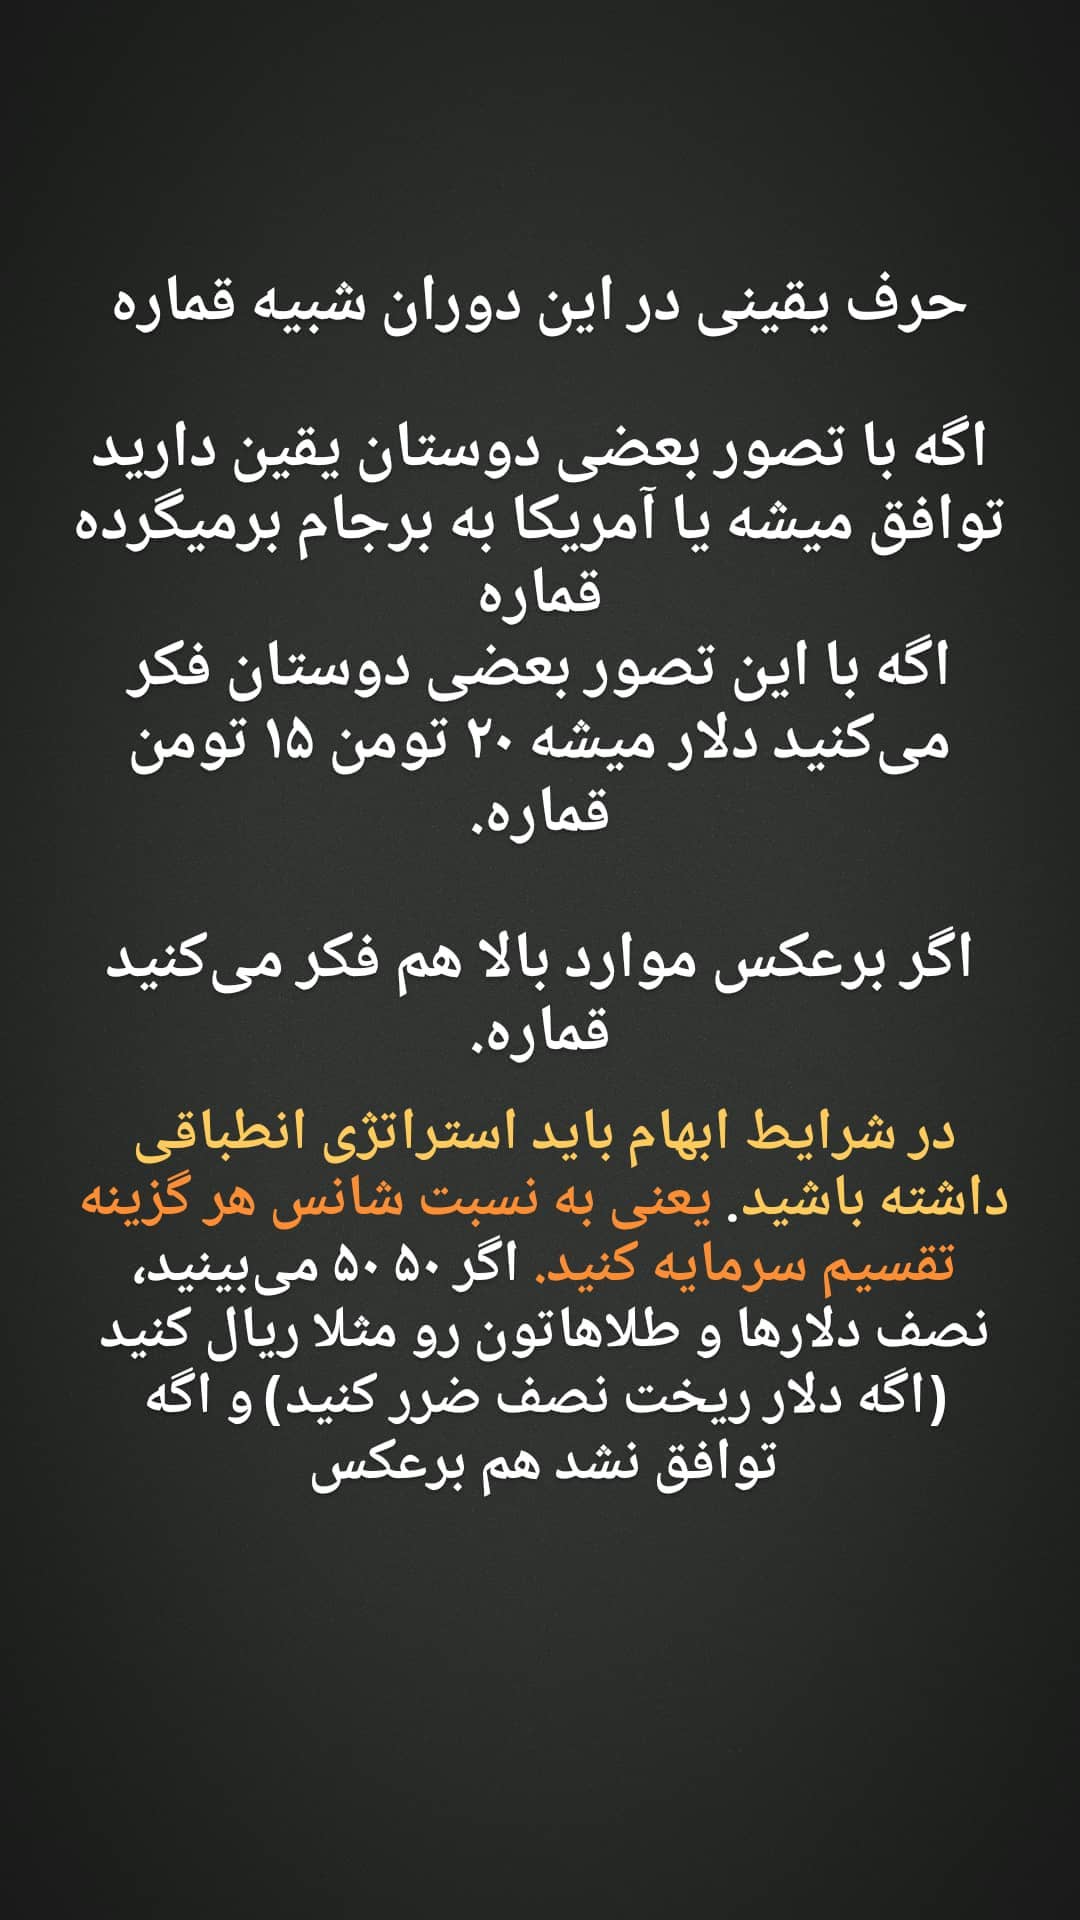 حرف یقینی در این دوران شبیه قماره
اگه با تصور بعضی دوستان یقین دارید
توافق میشه یا آمریکا به برجام برمیگرده
قماره
اگه با این تصور بعضی دوستان فکر
می‌کنید دلار میشه ۲۰ تومن ۱۵ تومن
قماره.
اگر برعکس موارد بالا هم فکر می‌کنید
قماره.
در شرایط ابهام باید استراتژی انطباقی
داشته باشید. یعنی به نسبت شانس هر گزینه
تقسیم سرمایه کنید. اگر ۵۰ ۵۰ می‌بینید،
نصف دلارها و طلاهاتون رو مثلا ریال کنید
(اگه دلار ریخت نصف ضرر کنید) و اگه
توافق نشد هم برعکس